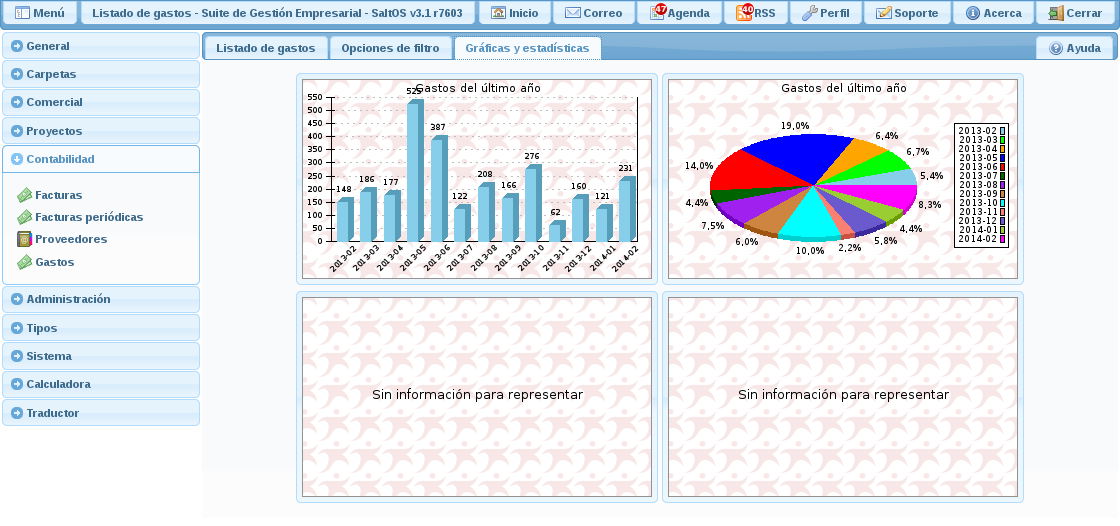 Menú
Listado de gastos - Suite de Gestión Empresarial - SaltOS v3.1 r7603
Inicio
Correo
47
Agenda
40
RSS
Perfil
Soporte
Acerca
Cerrar
General
Carpetas
Comercial
Proyectos
Contabilidad
Facturas
Facturas periódicas
Proveedores
Gastos
Administración
Tipos
Sistema
Calculadora
Traductor
Listado de gastos
Opciones de filtro
Gráficas y estadísticas
Ayuda
Gastos del último año
550
500
450
400
350
300
250
200
150
100
50
0
148
186
177
525
387
122
208
166
276
62
160
121
231
2013-02
2013-03
2013-04
2013-05
2013-06
2013-07
2013-08
2013-09
2013-10
2013-11
2013-12
2014-01
2014-02
Gastos del último año
19,0%
6,4%
6,7%
5,4%
8,3%
4,4%
5,8%
2,2%
10,0%
6,0%
7,5%
4,4%
14,0%
2013-02
2013-03
2013-04
2013-05
2013-06
2013-07
2013-08
2013-09
2013-10
2013-11
2013-12
2014-01
2014-02
Sin información para representar
Sin información para representar